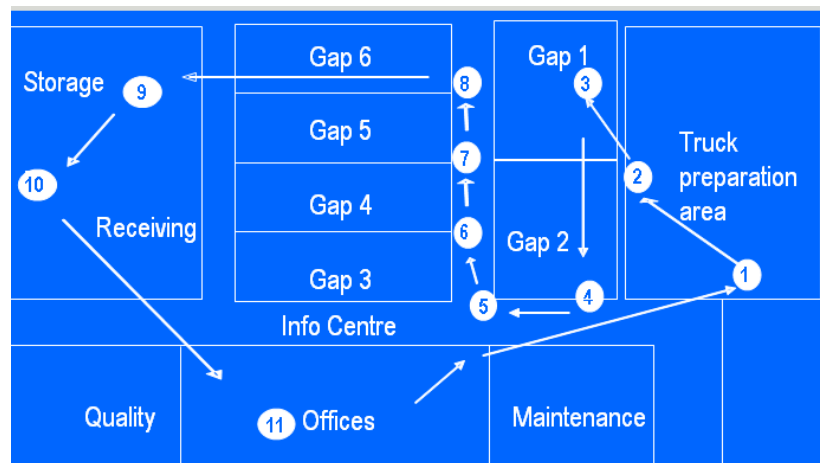 Gap 6
Gap 1
Storage
8
3
9
Gap 5
Truck
preparation
area
7
2
10
Gap 4
Receiving
6
Gap 2
Gap 3
1
5
4
Info Centre
Quality
11 Offices
Maintenance